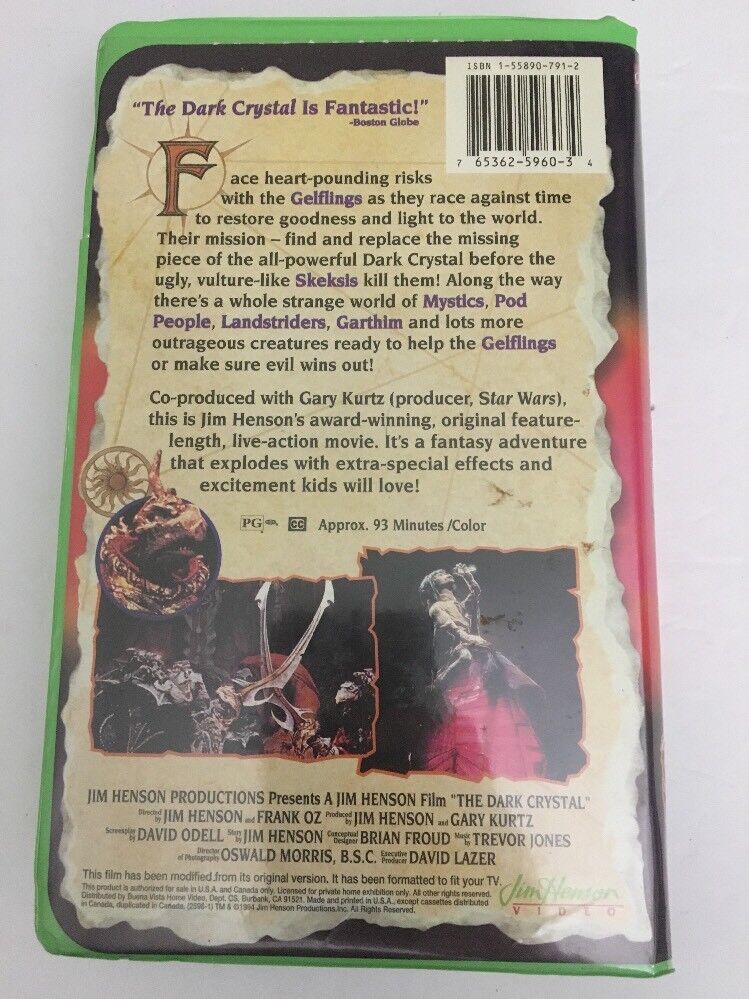 ISBN 1-55890-791-2
7 65362-5960-3 4
"The Dark Crystal Is Fantastic!"
-Boston Globe
Face heart-pounding risks
with the Gelflings as they race against time
to restore goodness and light to the world.
Their mission – find and replace the missing
piece of the all-powerful Dark Crystal before the
ugly, vulture-like Skeksis kill them! Along the way
there's a whole strange world of Mystics, Pod
People, Landstriders, Garthim and lots more
outrageous creatures ready to help the Gelflings
or make sure evil wins out!
Co-produced with Gary Kurtz (producer, Star Wars),
this is Jim Henson's award-winning, original feature-
length, live-action movie. It's a fantasy adventure
that explodes with extra-special effects and
excitement kids will love!
PG CC Approx. 93 Minutes /Color
JIM HENSON PRODUCTIONS Presents A JIM HENSON Film "THE DARK CRYSTAL"
Directed by JIM HENSON and FRANK OZ Produced by JIM HENSON and GARY KURTZ
Screenplay by DAVID ODELL Story by JIM HENSON Conceptual Designer BRIAN FROUD Music by TREVOR JONES
Director of Photography OSWALD MORRIS, B.S.C. Executive Producer DAVID LAZER
This film has been modified from its original version. It has been formatted to fit your TV.
This product is authorized for sale in U.S.A. and Canada only. Licensed for private home exhibition only. All other rights reserved.
Distributed by Buena Vista Home Video, Dept. CS, Burbank, CA 91521. Made and printed in U.S.A., except cassettes distributed
in Canada, duplicated in Canada. (2598-1) TM & ©1994 Jim Henson Productions,Inc. All Rights Reserved.
Jim Henson
VIDEO